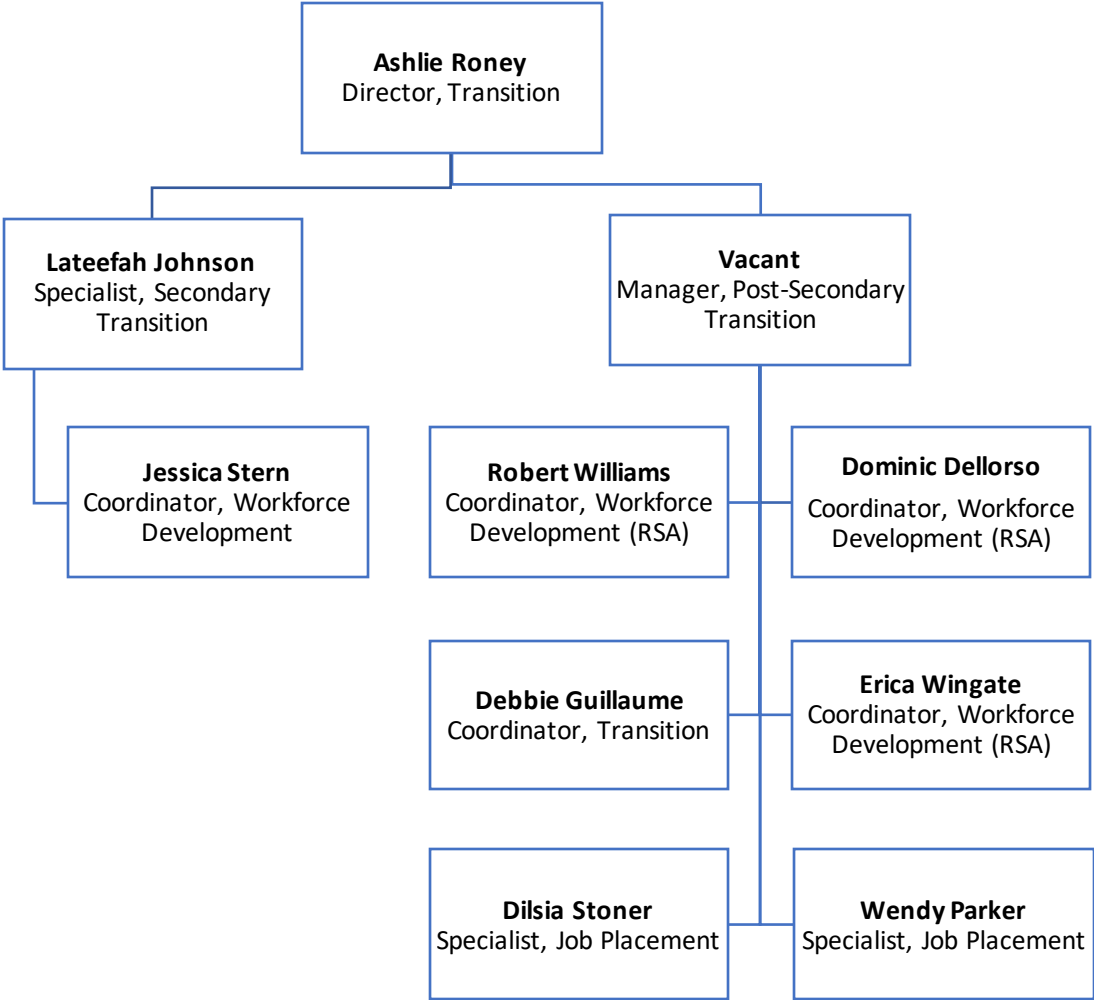 Ashlie Roney
Director, Transition
Lateefah Johnson
Specialist, Secondary
Transition
Vacant
Manager, Post-Secondary
Transition
Jessica Stern
Coordinator, Workforce
Development
Robert Williams
Coordinator, Workforce
Development (RSA)
Dominic Dellorso
Coordinator, Workforce
Development (RSA)
Debbie Guillaume
Coordinator, Transition
Erica Wingate
Coordinator, Workforce
Development (RSA)
Dilsia Stoner
Specialist, Job Placement
Wendy Parker
Specialist, Job Placement